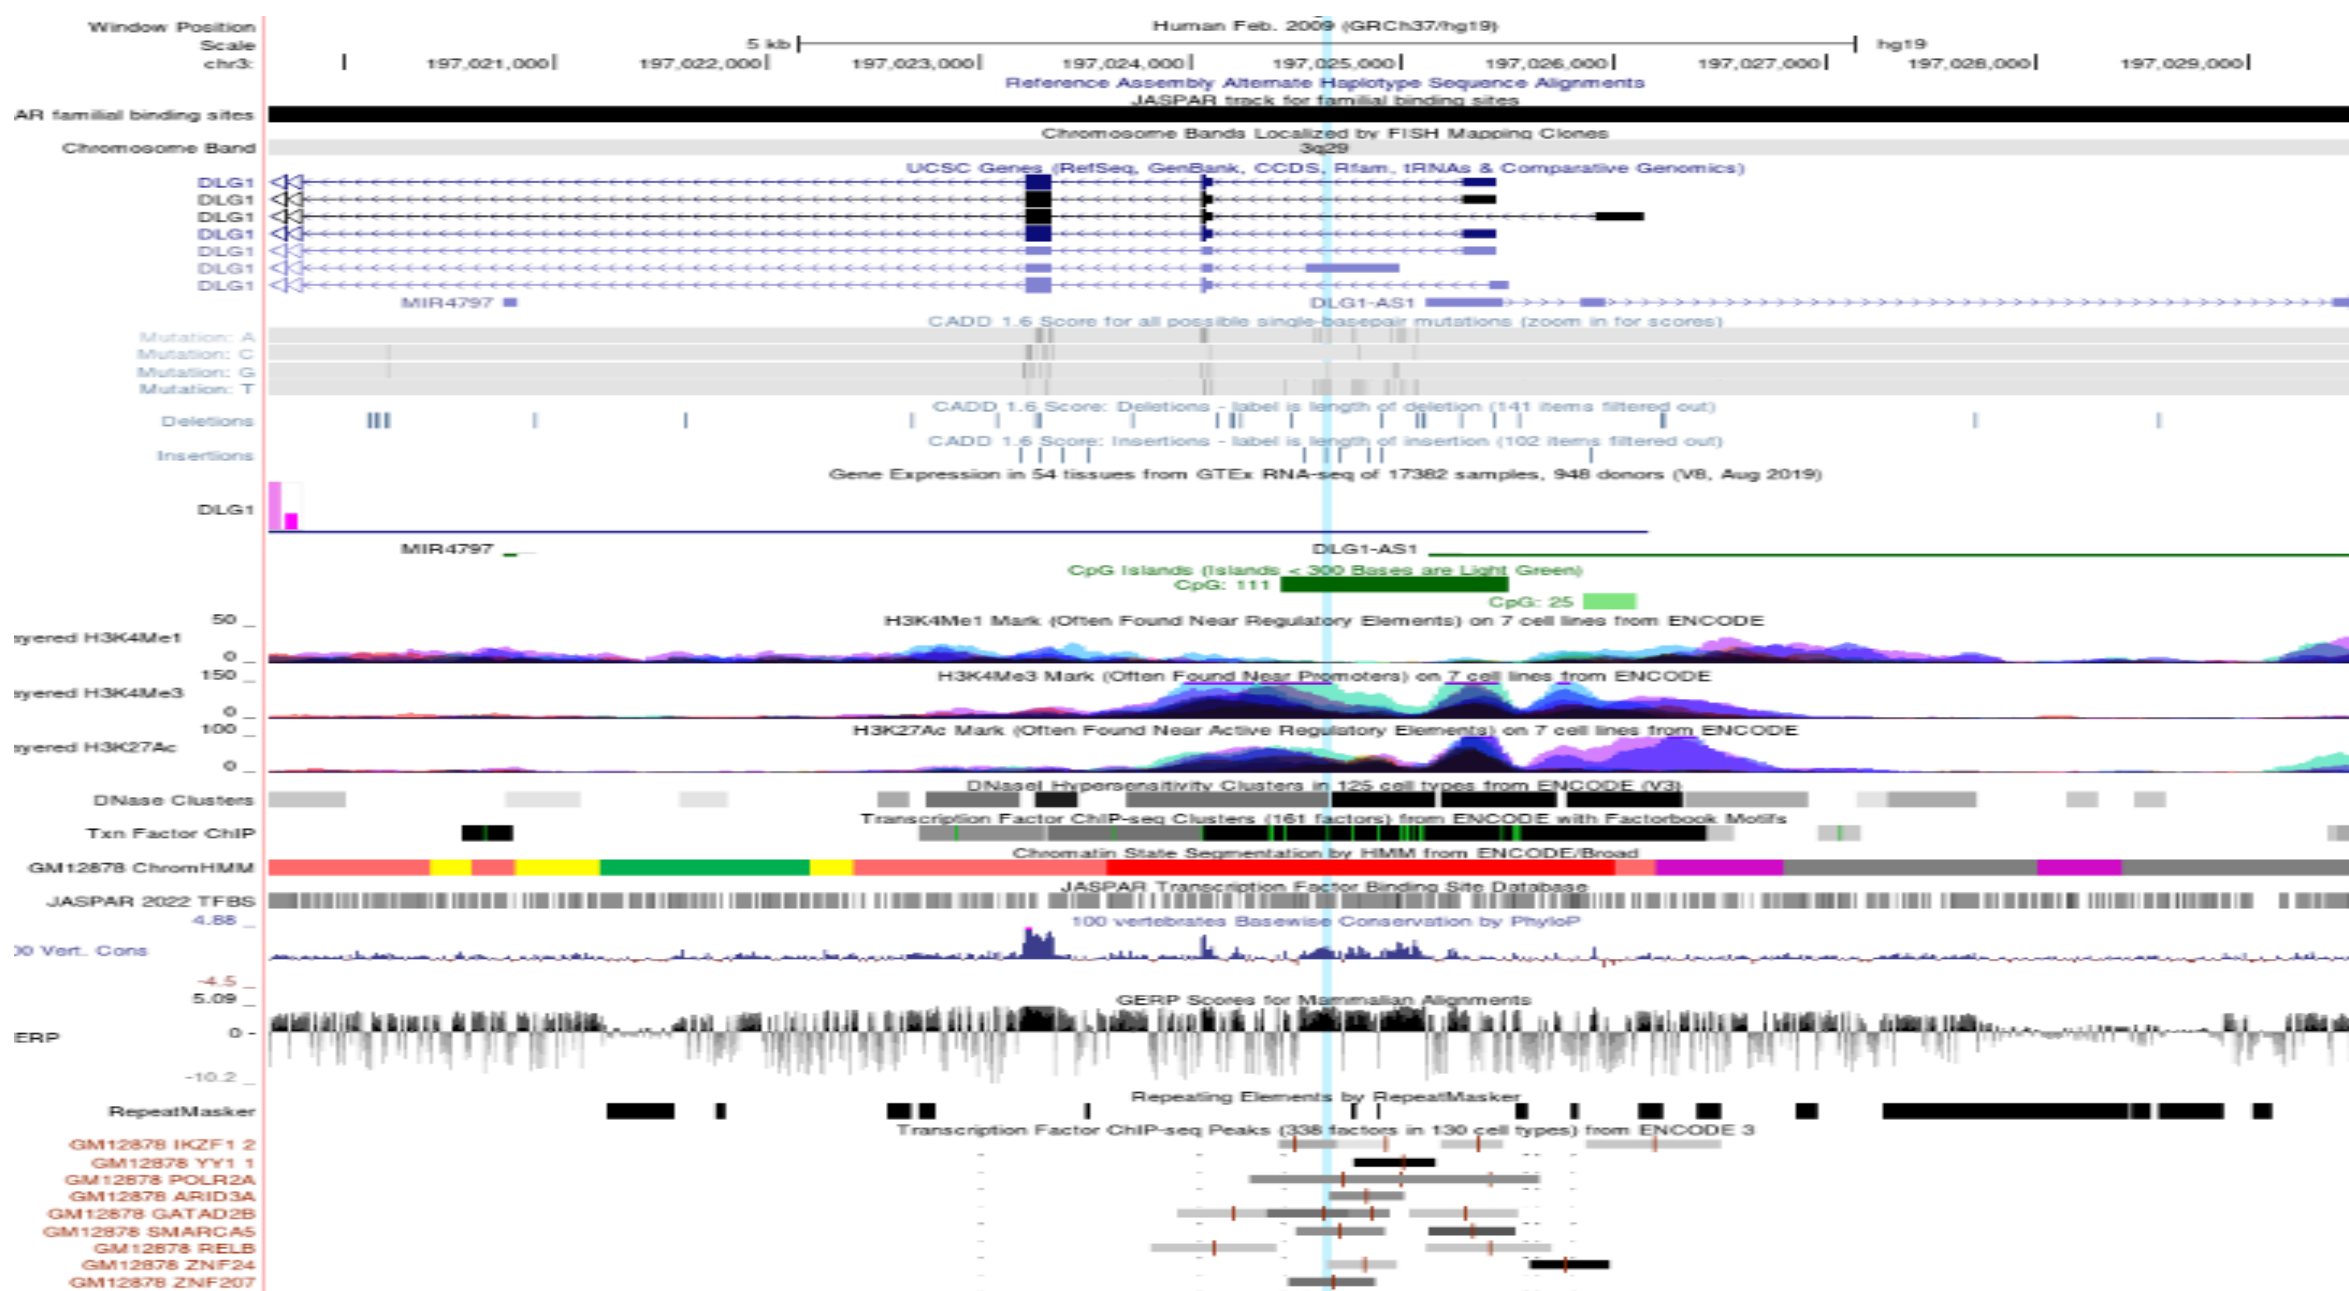 Window Position Human Feb. 2009 (GRCh37/hg19)
Scale 5 kb hg19
chr3: 197,021,000 197,022,000 197,023,000 197,024,000 197,025,000 197,026,000 197,027,000 197,028,000 197,029,000
Reference Assembly Alternate Haplotype Sequence Alignments
JASPAR track for familial binding sites
AR familial binding sites
Chromosome Bands Localized by FISH Mapping Clones
Chromosome Band 3q29
UCSC Genes (RefSeq, GenBank, CCDS, Rfam, tRNAs & Comparative Genomics)
DLG1
DLG1
DLG1
DLG1
DLG1
DLG1
DLG1
MIR4797 DLG1-AS1
CADD 1.6 Score for all possible single-basepair mutations (zoom in for scores)
Mutation: A
Mutation: C
Mutation: G
Mutation: T
CADD 1.6 Score: Deletions - label is length of deletion (141 items filtered out)
Deletions
CADD 1.6 Score: Insertions - label is length of insertion (102 items filtered out)
Insertions
Gene Expression in 54 tissues from GTEx RNA-seq of 17382 samples, 948 donors (V8, Aug 2019)
DLG1
MIR4797 DLG1-AS1
CpG Islands (Islands < 300 Bases are Light Green)
CpG: 111
CpG: 25
50 _ H3K4Me1 Mark (Often Found Near Regulatory Elements) on 7 cell lines from ENCODE
ayered H3K4Me1
0 _
150 _ H3K4Me3 Mark (Often Found Near Promoters) on 7 cell lines from ENCODE
ayered H3K4Me3
0 _
100 _ H3K27Ac Mark (Often Found Near Active Regulatory Elements) on 7 cell lines from ENCODE
ayered H3K27Ac
0 _
DNaseI Hypersensitivity Clusters in 125 cell types from ENCODE (V3)
DNase Clusters
Transcription Factor ChIP-seq Clusters (161 factors) from ENCODE with Factorbook Motifs
Txn Factor ChIP
Chromatin State Segmentation by HMM from ENCODE/Broad
GM12878 ChromHMM
JASPAR Transcription Factor Binding Site Database
JASPAR 2022 TFBS
4.88 _ 100 vertebrates Basewise Conservation by PhyloP
00 Vert. Cons
-4.5 _
5.09 _ GERP Scores for Mammalian Alignments
0 -
ERP
-10.2 _
Repeating Elements by RepeatMasker
RepeatMasker
Transcription Factor ChIP-seq Peaks (338 factors in 130 cell types) from ENCODE 3
GM12878 IKZF1 2
GM12878 YY1 1
GM12878 POLR2A
GM12878 ARID3A
GM12878 GATAD2B
GM12878 SMARCA5
GM12878 RELB
GM12878 ZNF24
GM12878 ZNF207